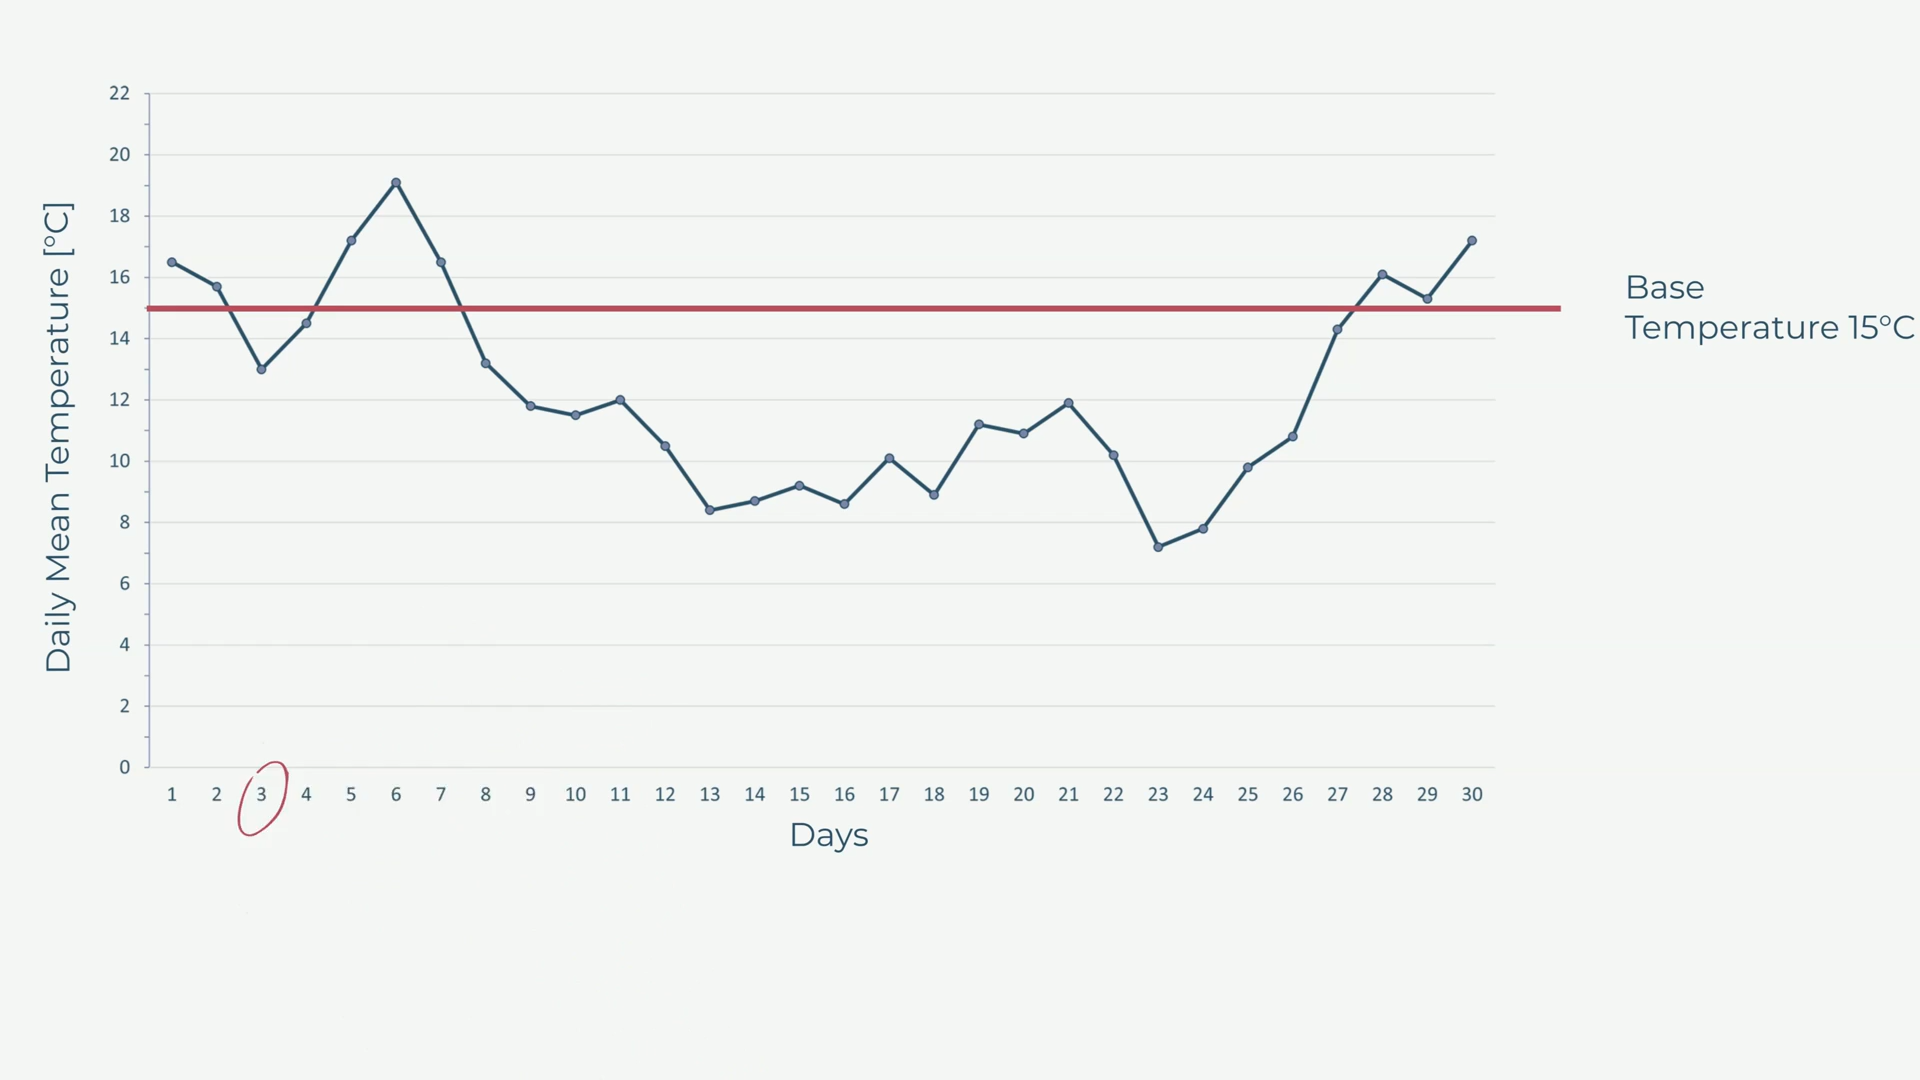 Daily Mean Temperature [°C]
22
20
18
16
14
12
10
8
6
4
2
0
1 2 3 4 5 6 7 8 9 10 11 12 13 14 15 16 17 18 19 20 21 22 23 24 25 26 27 28 29 30
Days
Base
Temperature 15°C